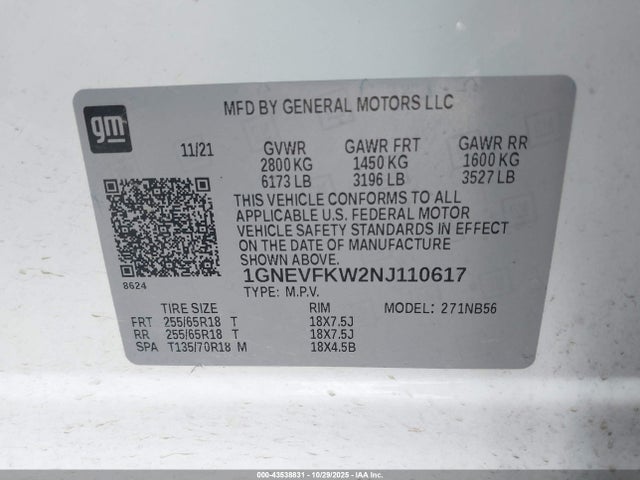 gm
MFD BY GENERAL MOTORS LLC
11/21 GVWR GAWR FRT GAWR RR
2800 KG 1450 KG 1600 KG
6173 LB 3196 LB 3527 LB
THIS VEHICLE CONFORMS TO ALL
APPLICABLE U.S. FEDERAL MOTOR
VEHICLE SAFETY STANDARDS IN EFFECT
ON THE DATE OF MANUFACTURE
SHOWN ABOVE.
1GNEVFKW2NJ110617
8624
TYPE: M.P.V.
TIRE SIZE RIM MODEL: 271NB56
FRT 255/65R18 T 18X7.5J
RR 255/65R18 T 18X7.5J
SPA T135/70R18 M 18X4.5B
000-43538831 - 10/29/2025 - IAAI.COM